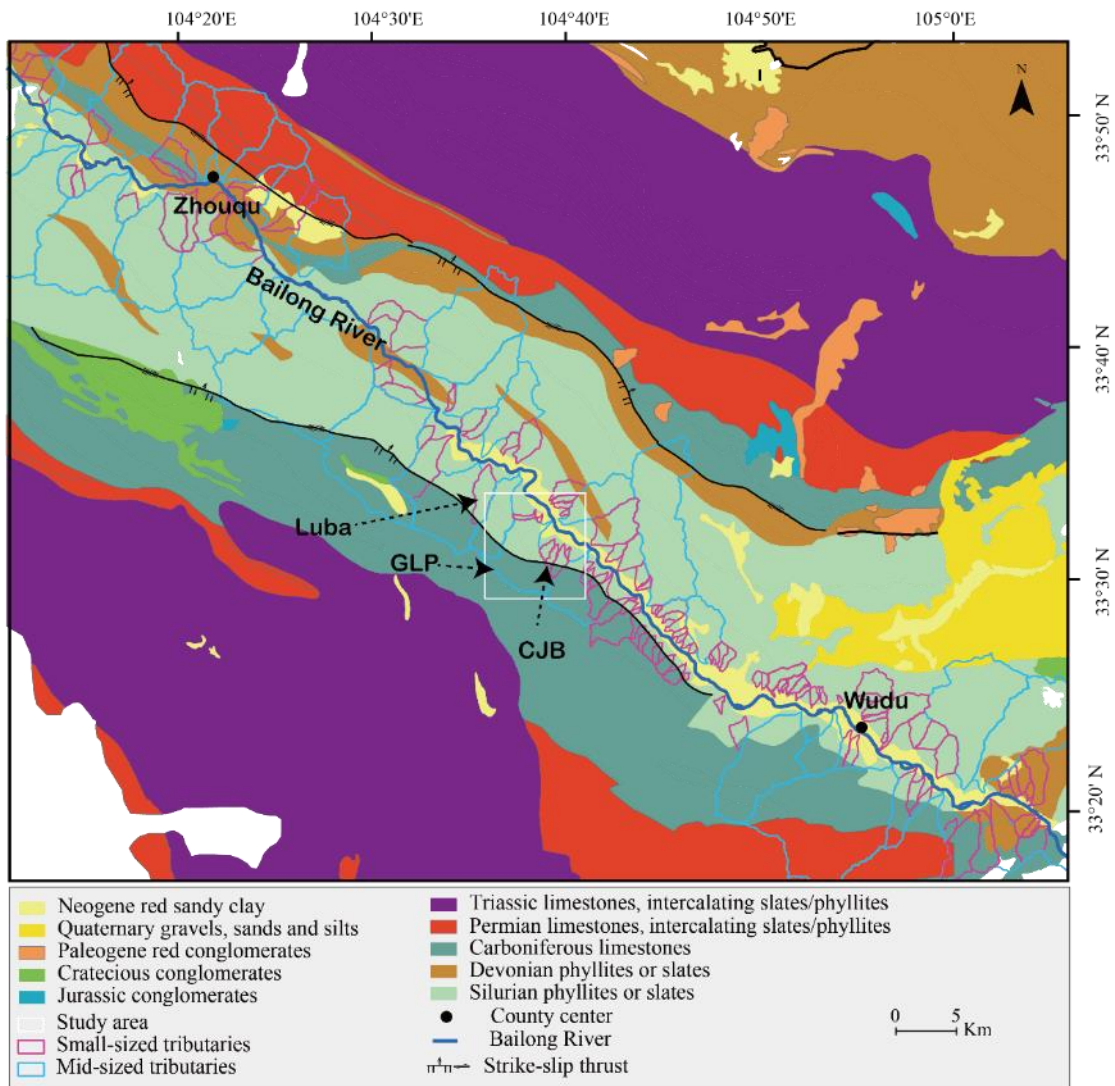 104°20' E 104°30' E 104°40' E 104°50' E 105°0' E
N
33°50' N
Zhouqu
Bailong River
33°40' N
Luba
GLP
33°30' N
CJB
Wudu
33°20' N
Neogene red sandy clay
Quaternary gravels, sands and silts
Paleogene red conglomerates
Cratecious conglomerates
Jurassic conglomerates
Study area
Small-sized tributaries
Mid-sized tributaries
Triassic limestones, intercalating slates/phyllites
Permian limestones, intercalating slates/phyllites
Carboniferous limestones
Devonian phyllites or slates
Silurian phyllites or slates
County center
Bailong River
Strike-slip thrust
0 5
Km